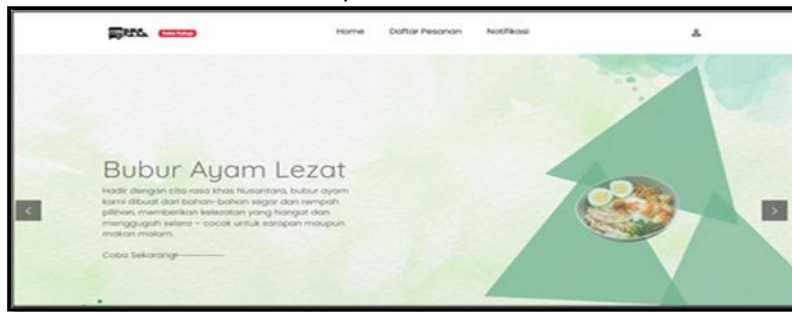 Toko Tutup
Home Daftar Pesanan Notifikasi
Bubur Ayam Lezat
Hadir dengan cita rasa khas Nusantara, bubur ayam
kami dibuat dari bahan-bahan segar dan rempah
pilihan, memberikan kelezatan yang hangat dan
menggugah selera – cocok untuk sarapan maupun
makan malam.
Coba Sekarang!